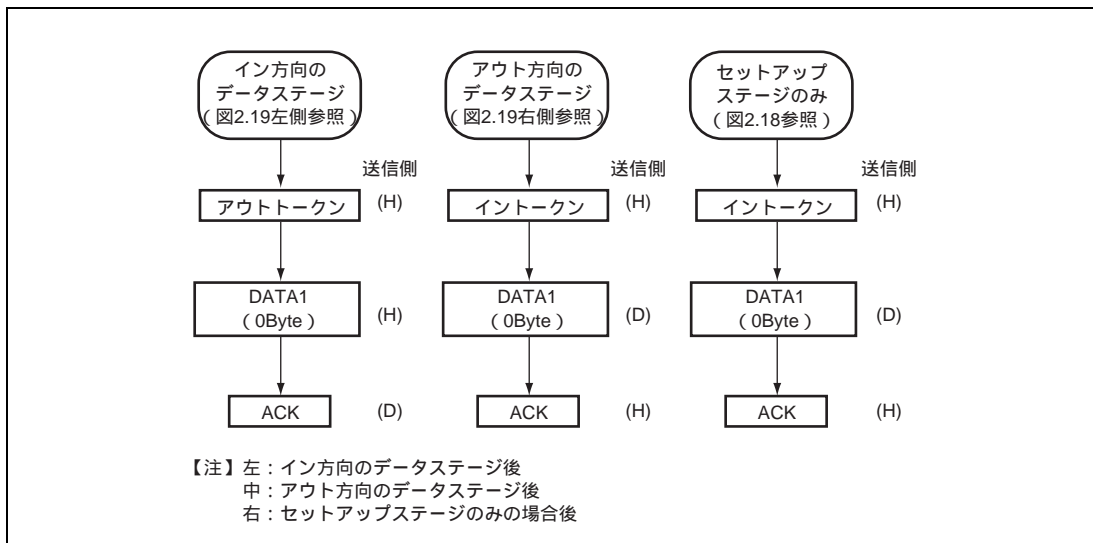 イン方向の
データステージ
（図2.19左側参照）
送信側
アウトトークン
(H)
DATA1
（0Byte）
(H)
ACK
(D)
アウト方向の
データステージ
（図2.19右側参照）
送信側
イントークン
(H)
DATA1
（0Byte）
(D)
ACK
(H)
セットアップ
ステージのみ
（図2.18参照）
送信側
イントークン
(H)
DATA1
（0Byte）
(D)
ACK
(H)
【注】左：イン方向のデータステージ後
中：アウト方向のデータステージ後
右：セットアップステージのみの場合後